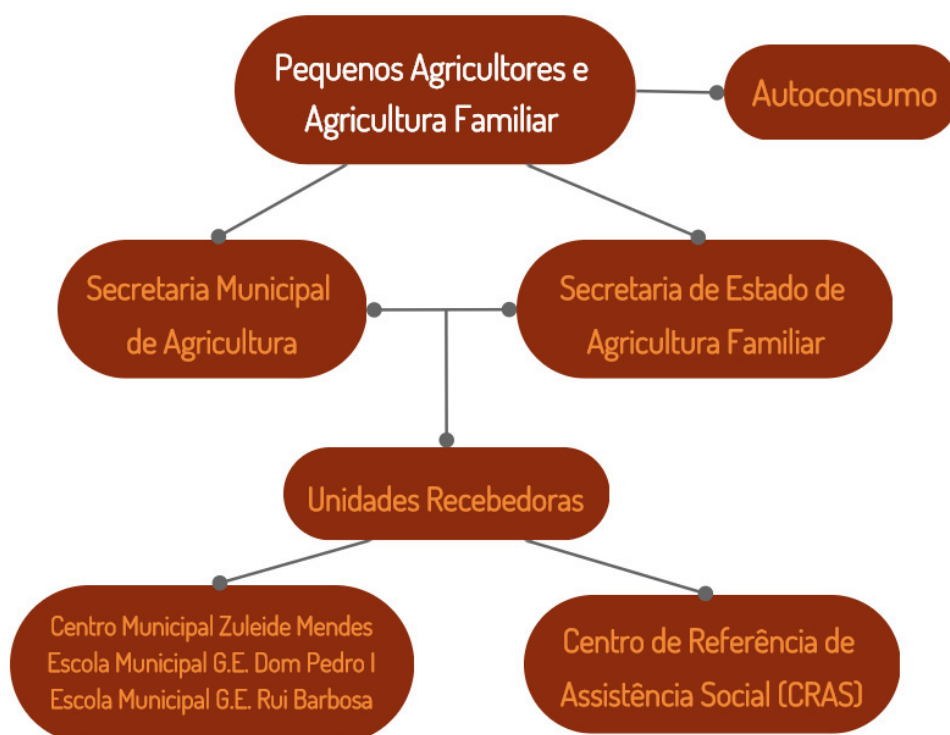 Pequenos Agricultores e
Agricultura Familiar
Autoconsumo
Secretaria Municipal
de Agricultura
Secretaria de Estado de
Agricultura Familiar
Unidades Recebedoras
Centro Municipal Zuleide Mendes
Escola Municipal G.E. Dom Pedro I
Escola Municipal G.E. Rui Barbosa
Centro de Referência de
Assistência Social (CRAS)